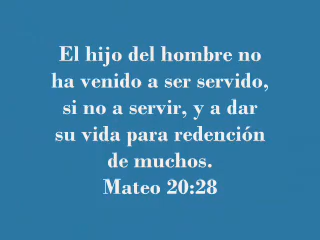 El hijo del hombre no
ha venido a ser servido,
si no a servir, y a dar
su vida para redención
de muchos.
Mateo 20:28